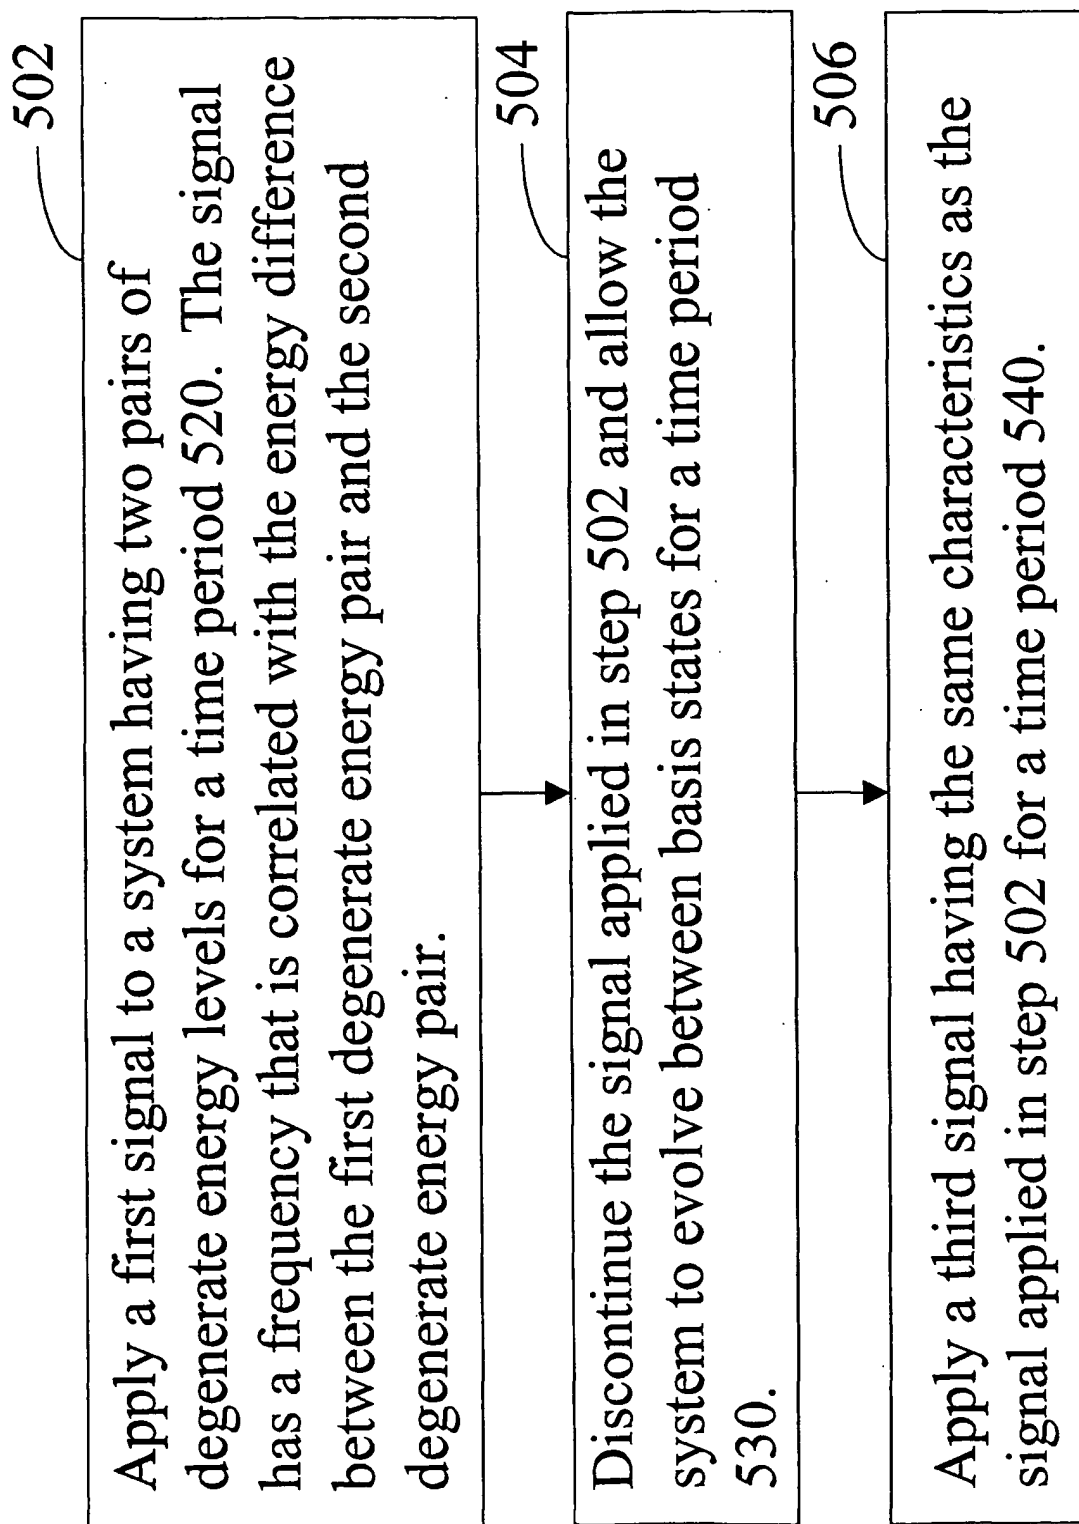 502
Apply a first signal to a system having two pairs of
degenerate energy levels for a time period 520. The signal
has a frequency that is correlated with the energy difference
between the first degenerate energy pair and the second
degenerate energy pair.
504
Discontinue the signal applied in step 502 and allow the
system to evolve between basis states for a time period
530.
506
Apply a third signal having the same characteristics as the
signal applied in step 502 for a time period 540.